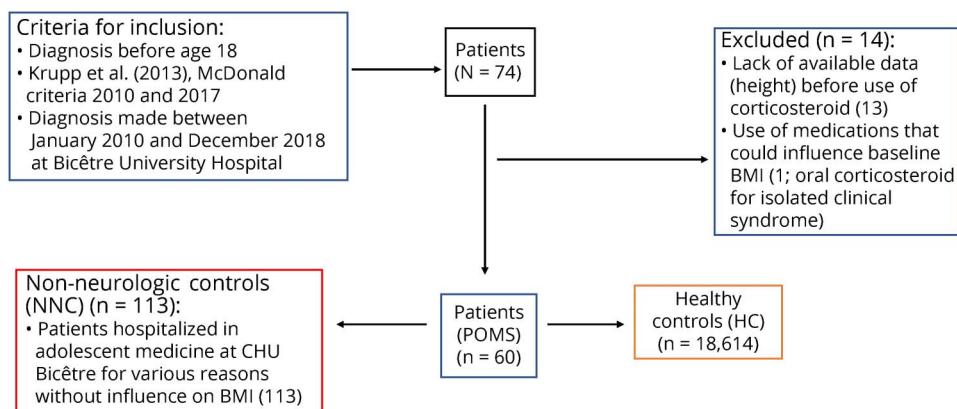 Criteria for inclusion:
• Diagnosis before age 18
• Krupp et al. (2013), McDonald
criteria 2010 and 2017
• Diagnosis made between
January 2010 and December 2018
at Bicêtre University Hospital
Patients
(N = 74)
Excluded (n = 14):
• Lack of available data
(height) before use of
corticosteroid (13)
• Use of medications that
could influence baseline
BMI (1; oral corticosteroid
for isolated clinical
syndrome)
Non-neurologic controls
(NNC) (n = 113):
• Patients hospitalized in
adolescent medicine at CHU
Bicêtre for various reasons
without influence on BMI (113)
Patients
(POMS)
(n = 60)
Healthy
controls (HC)
(n = 18,614)